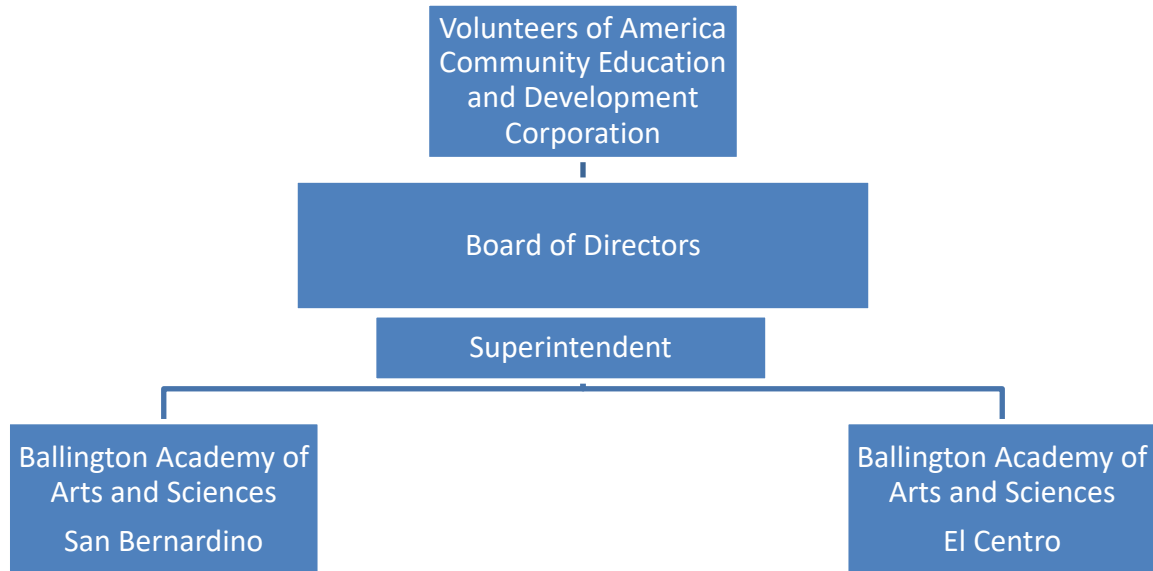 Volunteers of America
Community Education
and Development
Corporation
Board of Directors
Superintendent
Ballington Academy of
Arts and Sciences
San Bernardino
Ballington Academy of
Arts and Sciences
El Centro